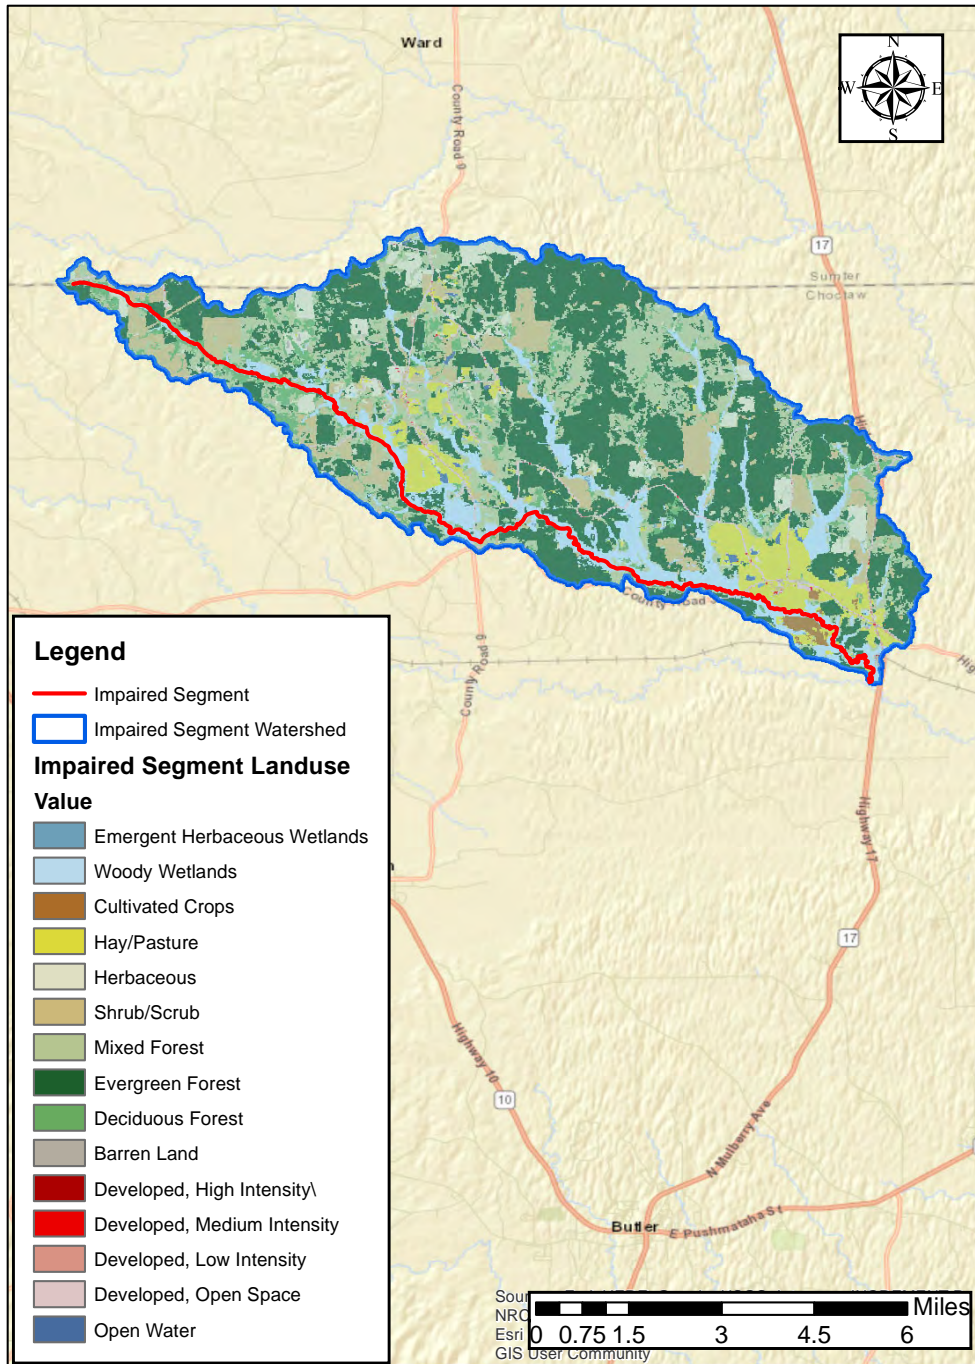 Ward
N
W
E
S
County Road 9
17
Sumter
Choctaw
County Road
County Road 9
Legend
Impaired Segment
Impaired Segment Watershed
Impaired Segment Landuse
Value
Emergent Herbaceous Wetlands
Woody Wetlands
Cultivated Crops
Hay/Pasture
Herbaceous
Shrub/Scrub
Mixed Forest
Evergreen Forest
Deciduous Forest
Barren Land
Developed, High Intensity\
Developed, Medium Intensity
Developed, Low Intensity
Developed, Open Space
Open Water
Highway 17
17
Highway 10
10
N Mulberry Ave
Butler
E Pushmataha St
Miles
0 0.75 1.5 3 4.5 6
Esri
GIS User Community